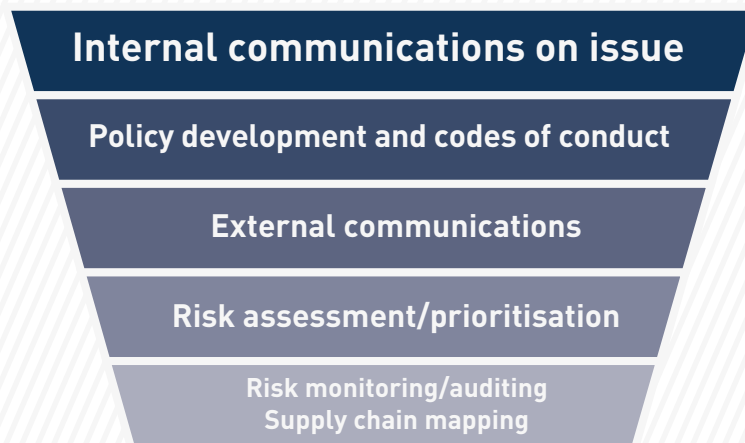 Internal communications on issue
Policy development and codes of conduct
External communications
Risk assessment/prioritisation
Risk monitoring/auditing
Supply chain mapping